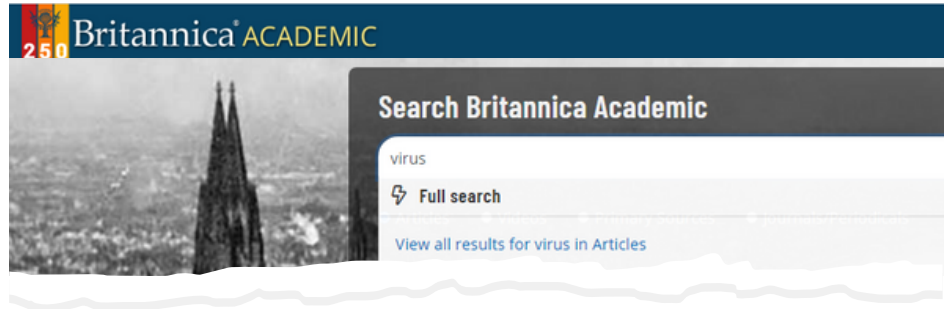 250 Britannica® ACADEMIC
Search Britannica Academic
virus
Full search
View all results for virus in Articles